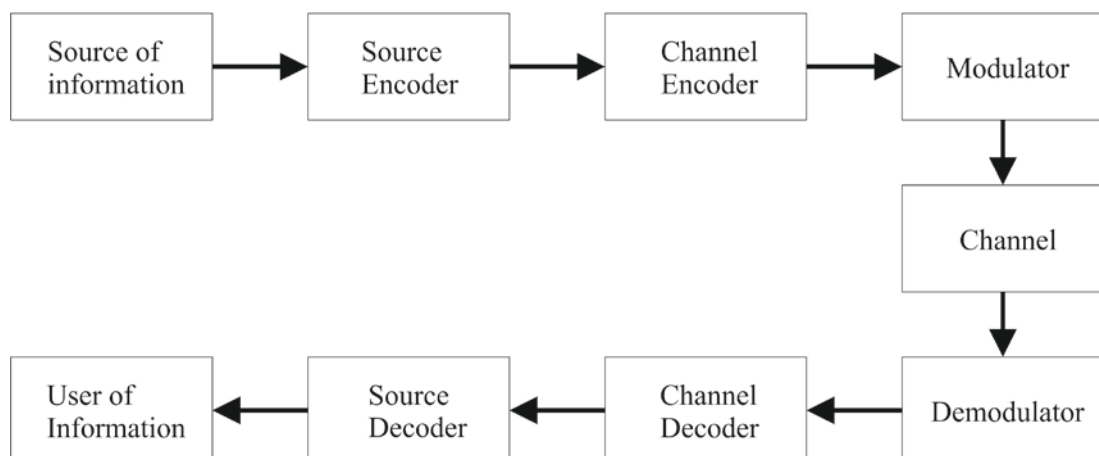 Source of
information
Source
Encoder
Channel
Encoder
Modulator
Channel
Demodulator
Channel
Decoder
Source
Decoder
User of
Information